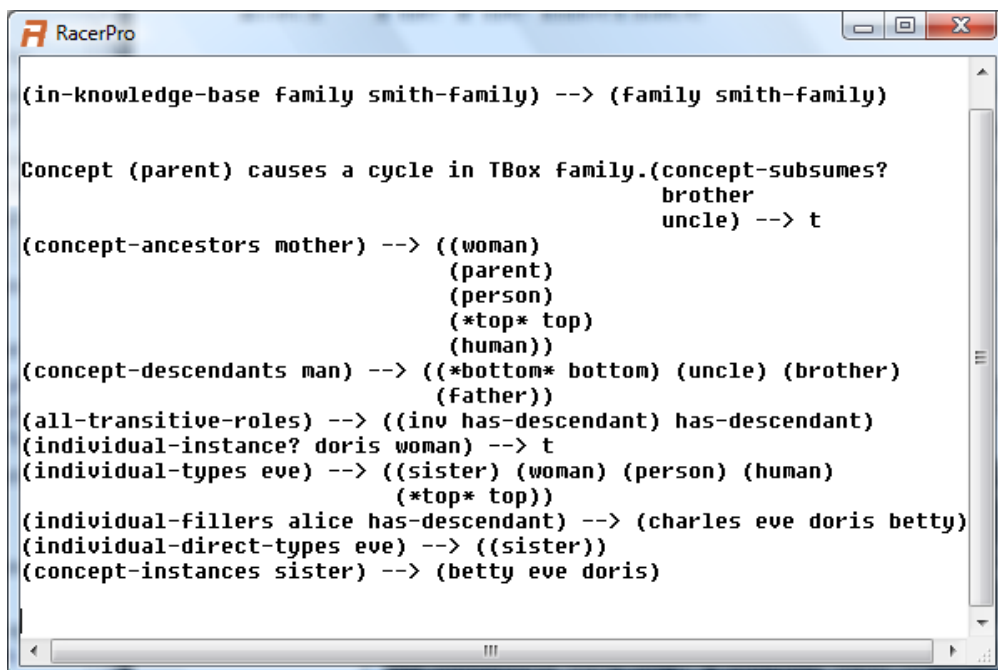 RacerPro
(in-knowledge-base family smith-family) --> (family smith-family)
Concept (parent) causes a cycle in TBox family.(concept-subsumes?
brother
uncle) --> t
(concept-ancestors mother) --> ((woman)
(parent)
(person)
(*top* top)
(human))
(concept-descendants man) --> ((*bottom* bottom) (uncle) (brother)
(father))
(all-transitive-roles) --> ((inv has-descendant) has-descendant)
(individual-instance? doris woman) --> t
(individual-types eve) --> ((sister) (woman) (person) (human)
(*top* top))
(individual-fillers alice has-descendant) --> (charles eve doris betty)
(individual-direct-types eve) --> ((sister))
(concept-instances sister) --> (betty eve doris)